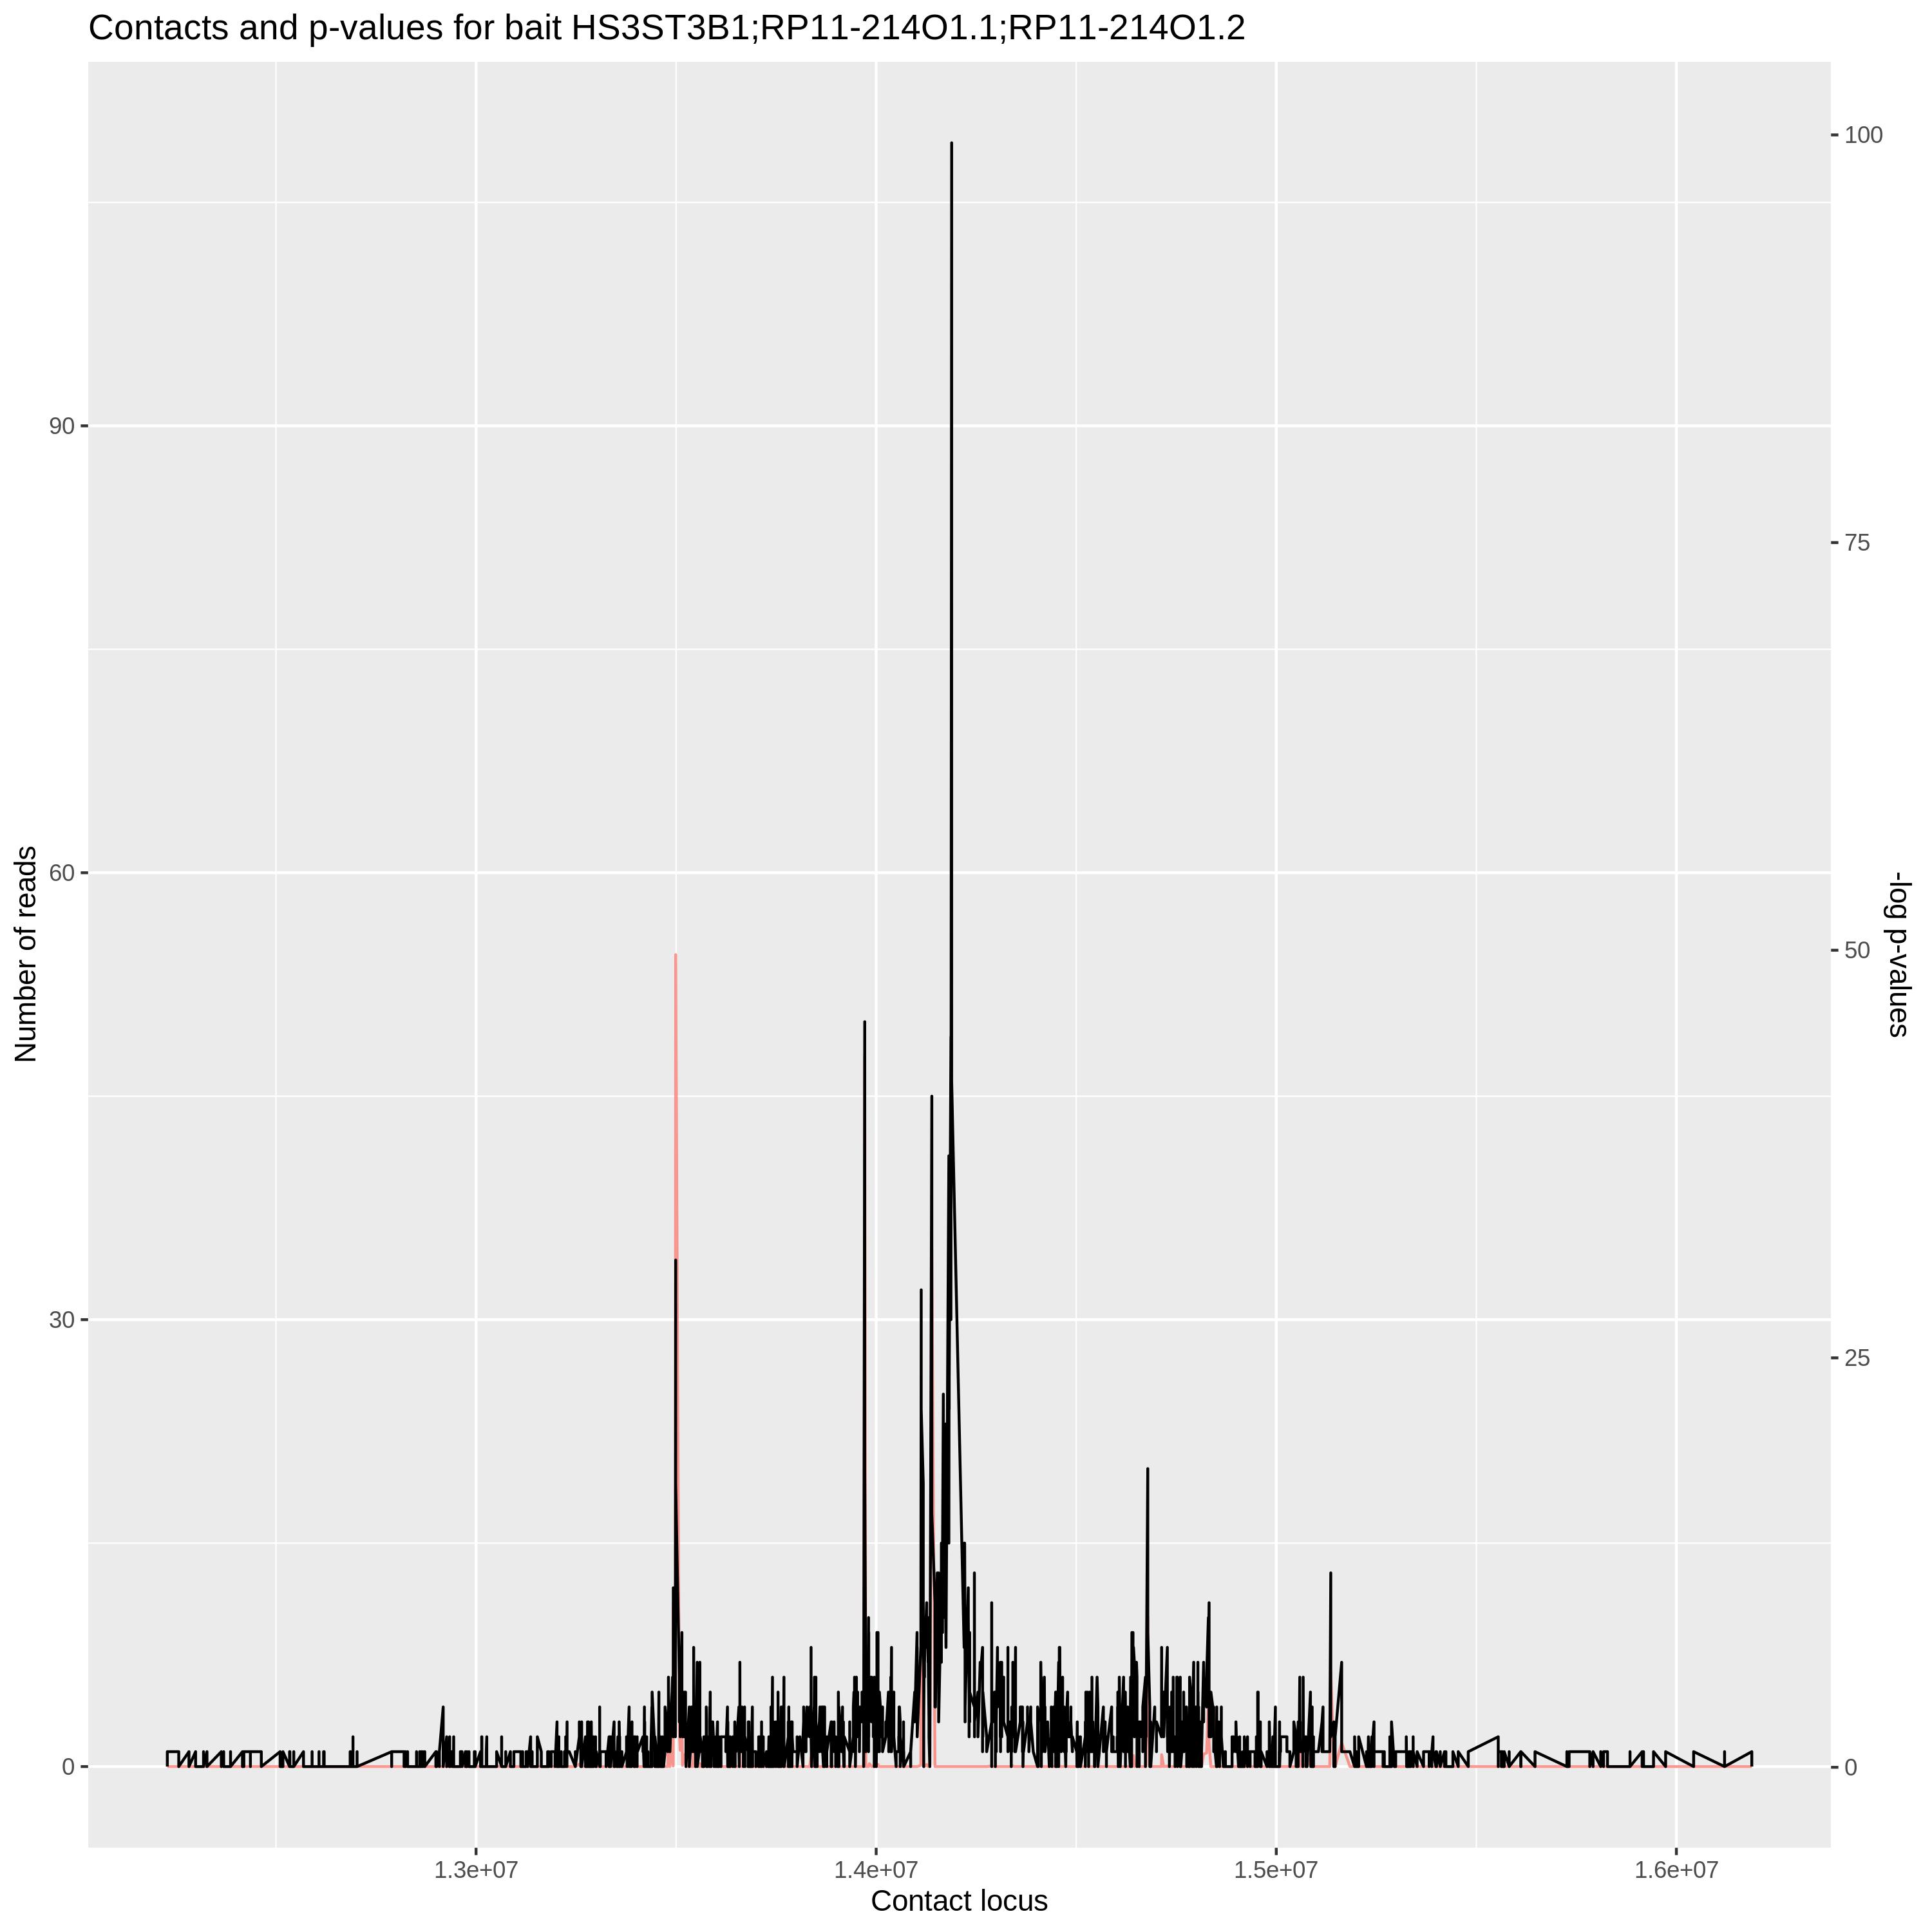 Contacts and p-values for bait HS3ST3B1;RP11-214O1.1;RP11-214O1.2
100
90
75
60
50
30
25
0
0
Number of reads
-log p-values
1.3e+07
1.4e+07
1.5e+07
1.6e+07
Contact locus